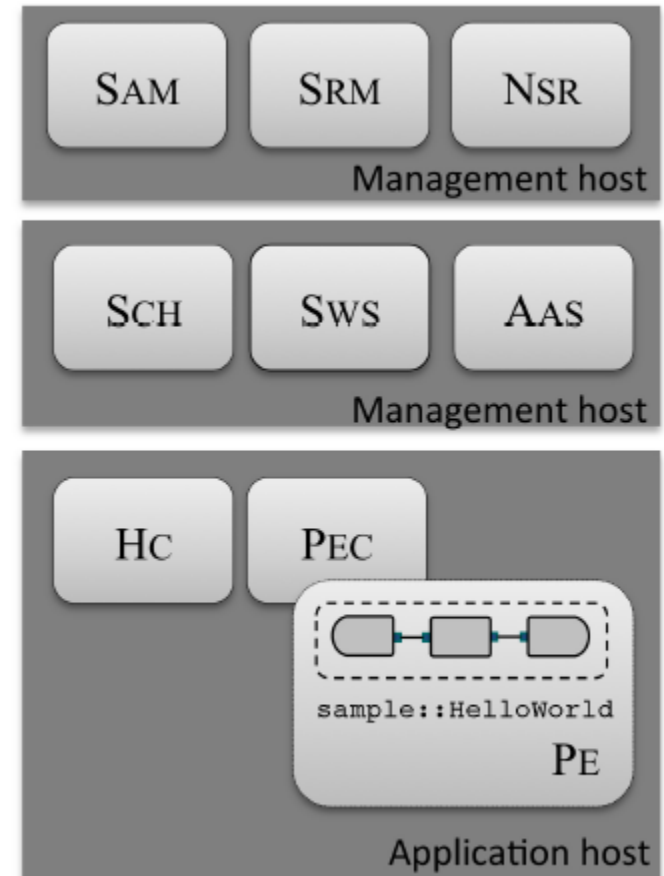 SAM SRM NSR
Management host
SCH SWS AAS
Management host
HC PEC
sample::HelloWorld
PE
Application host